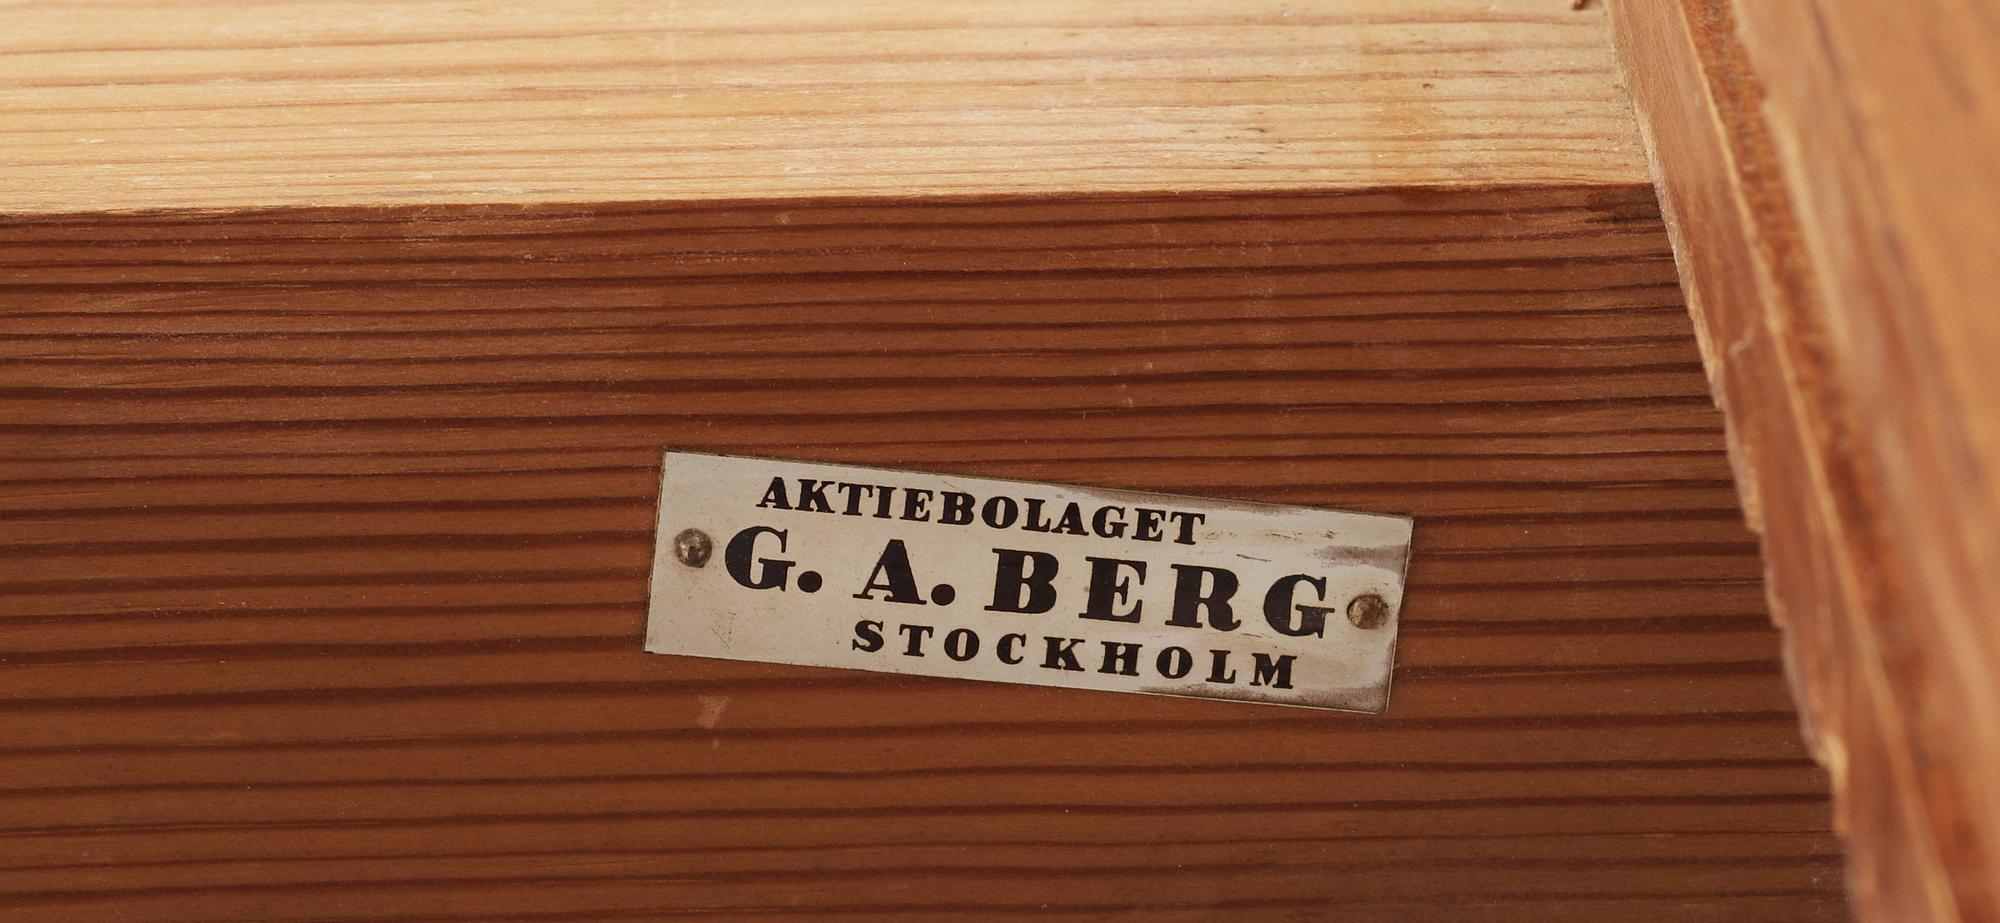 AKTIEBOLAGET
G. A. BERG
STOCKHOLM